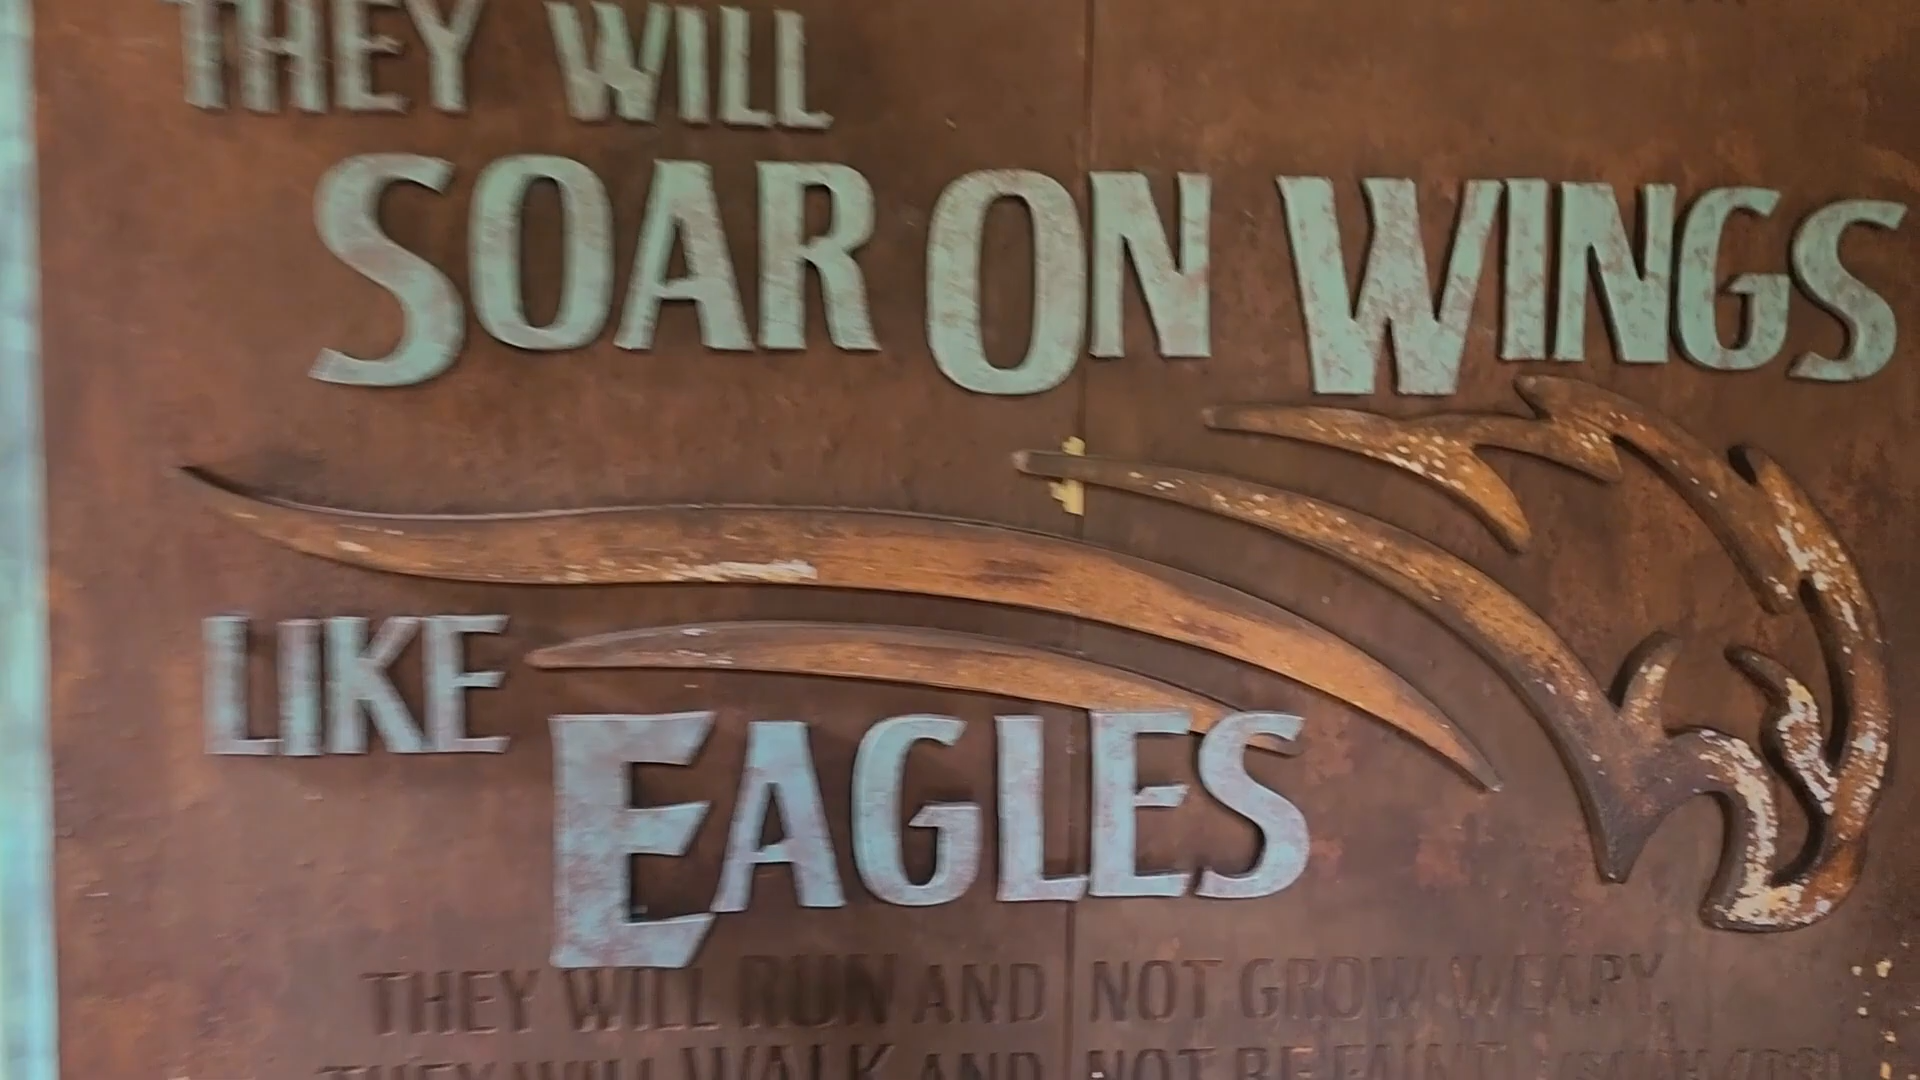 THEY WILL
SOAR ON WINGS
LIKE
EAGLES
THEY WILL RUN AND NOT GROW WEARY,
THEY WILL WALK AND NOT BE FAINT.